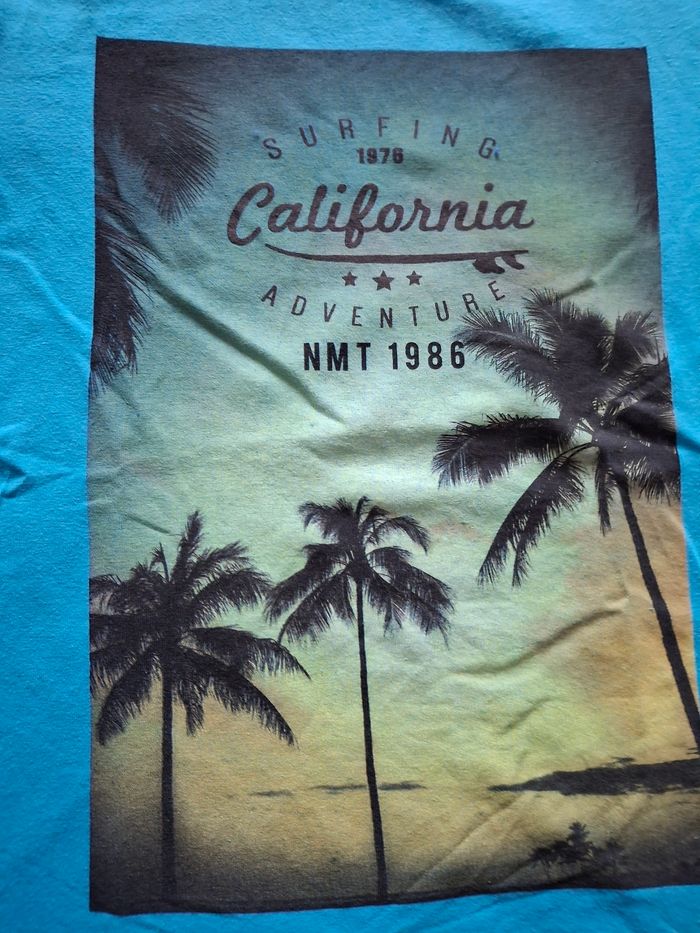 SURFING
1976
California
ADVENTURE
NMT 1986